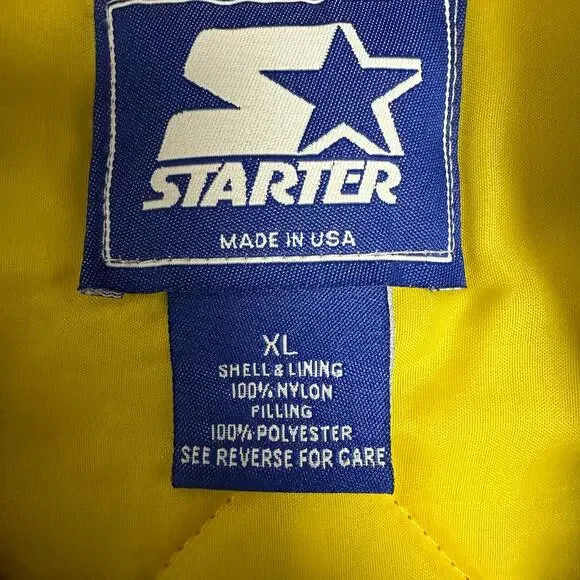 STARTER
MADE IN USA
XL
SHELL & LINING
100% NYLON
FILLING
100% POLYESTER
SEE REVERSE FOR CARE